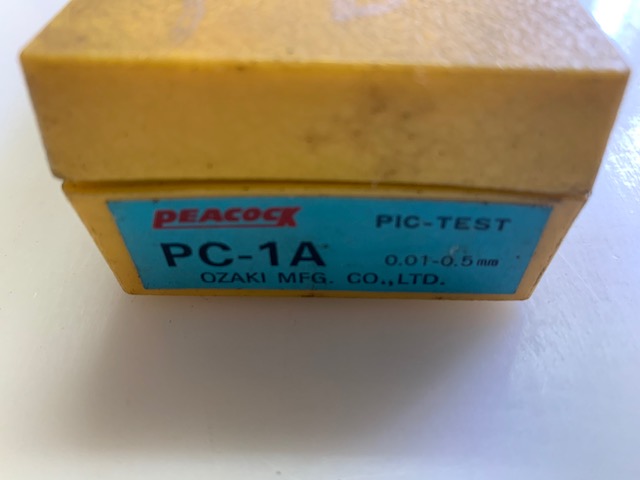 PEACOCK PIC-TEST
PC-1A 0.01-0.5mm
OZAKI MFG. CO.,LTD.